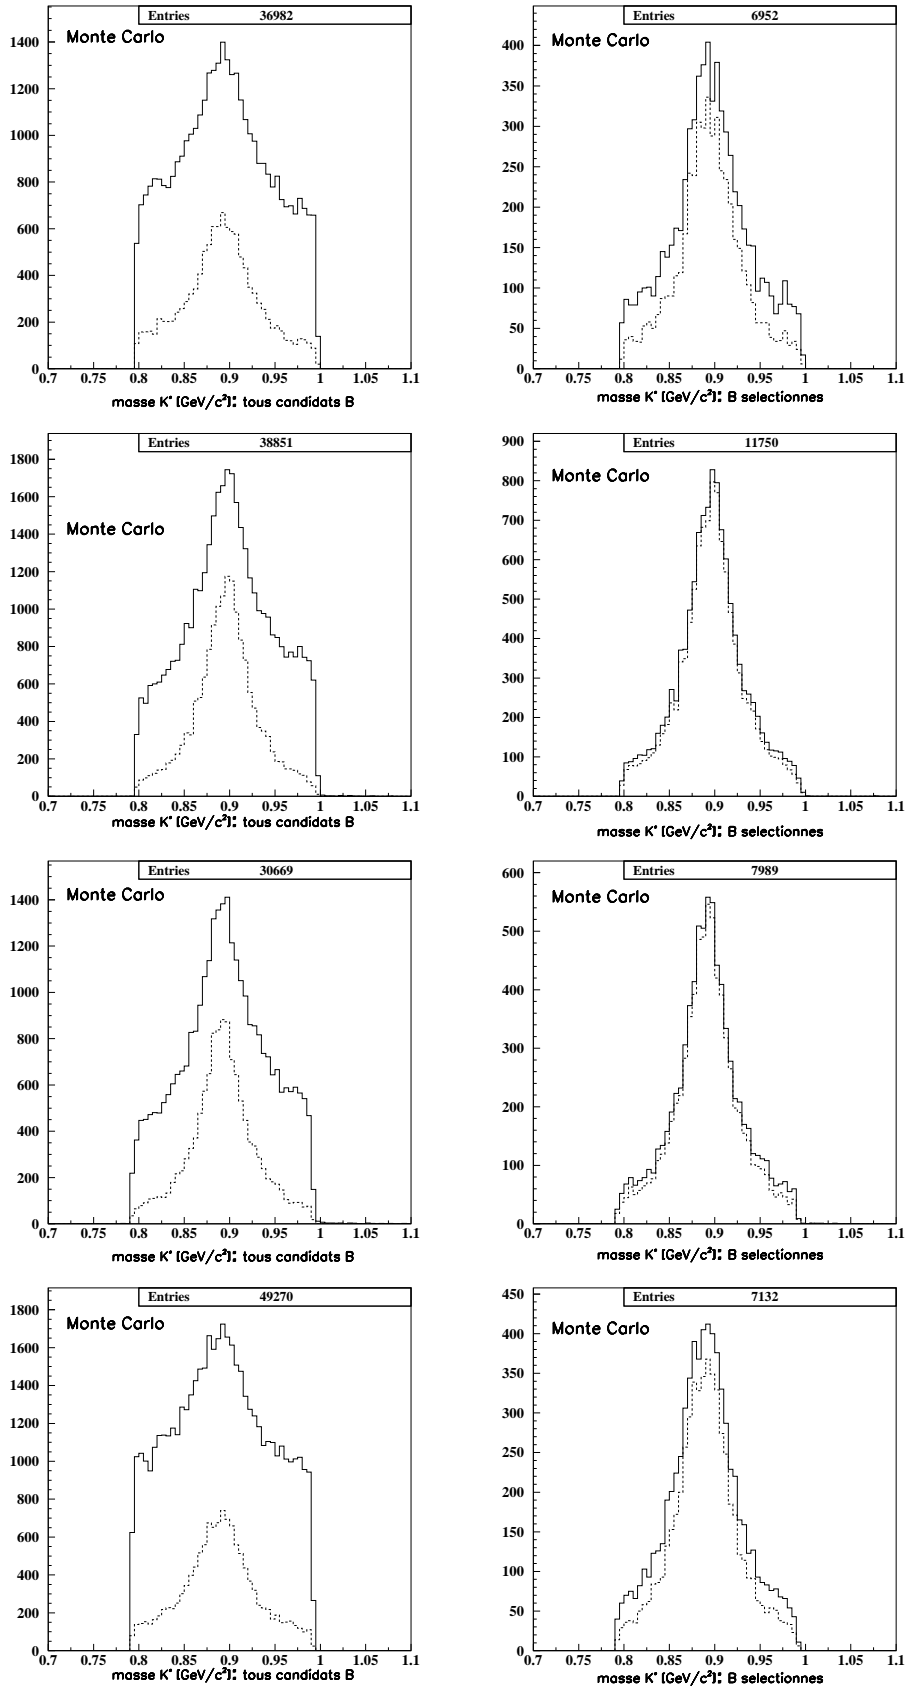 Entries 36982
Monte Carlo
1400
1200
1000
800
600
400
200
0
0.7 0.75 0.8 0.85 0.9 0.95 1 1.05 1.1
masse K* (GeV/c²): tous candidats B
Entries 6952
Monte Carlo
400
350
300
250
200
150
100
50
0
0.7 0.75 0.8 0.85 0.9 0.95 1 1.05 1.1
masse K* (GeV/c²): B selectionnes
Entries 38851
Monte Carlo
1800
1600
1400
1200
1000
800
600
400
200
0
0.7 0.75 0.8 0.85 0.9 0.95 1 1.05 1.1
masse K* (GeV/c²): tous candidats B
Entries 11750
Monte Carlo
900
800
700
600
500
400
300
200
100
0
0.7 0.75 0.8 0.85 0.9 0.95 1 1.05 1.1
masse K* (GeV/c²): B selectionnes
Entries 30669
Monte Carlo
1400
1200
1000
800
600
400
200
0
0.7 0.75 0.8 0.85 0.9 0.95 1 1.05 1.1
masse K* (GeV/c²): tous candidats B
Entries 7989
Monte Carlo
600
500
400
300
200
100
0
0.7 0.75 0.8 0.85 0.9 0.95 1 1.05 1.1
masse K* (GeV/c²): B selectionnes
Entries 49270
Monte Carlo
1800
1600
1400
1200
1000
800
600
400
200
0
0.7 0.75 0.8 0.85 0.9 0.95 1 1.05 1.1
masse K* (GeV/c²): tous candidats B
Entries 7132
Monte Carlo
450
400
350
300
250
200
150
100
50
0
0.7 0.75 0.8 0.85 0.9 0.95 1 1.05 1.1
masse K* (GeV/c²): B selectionnes